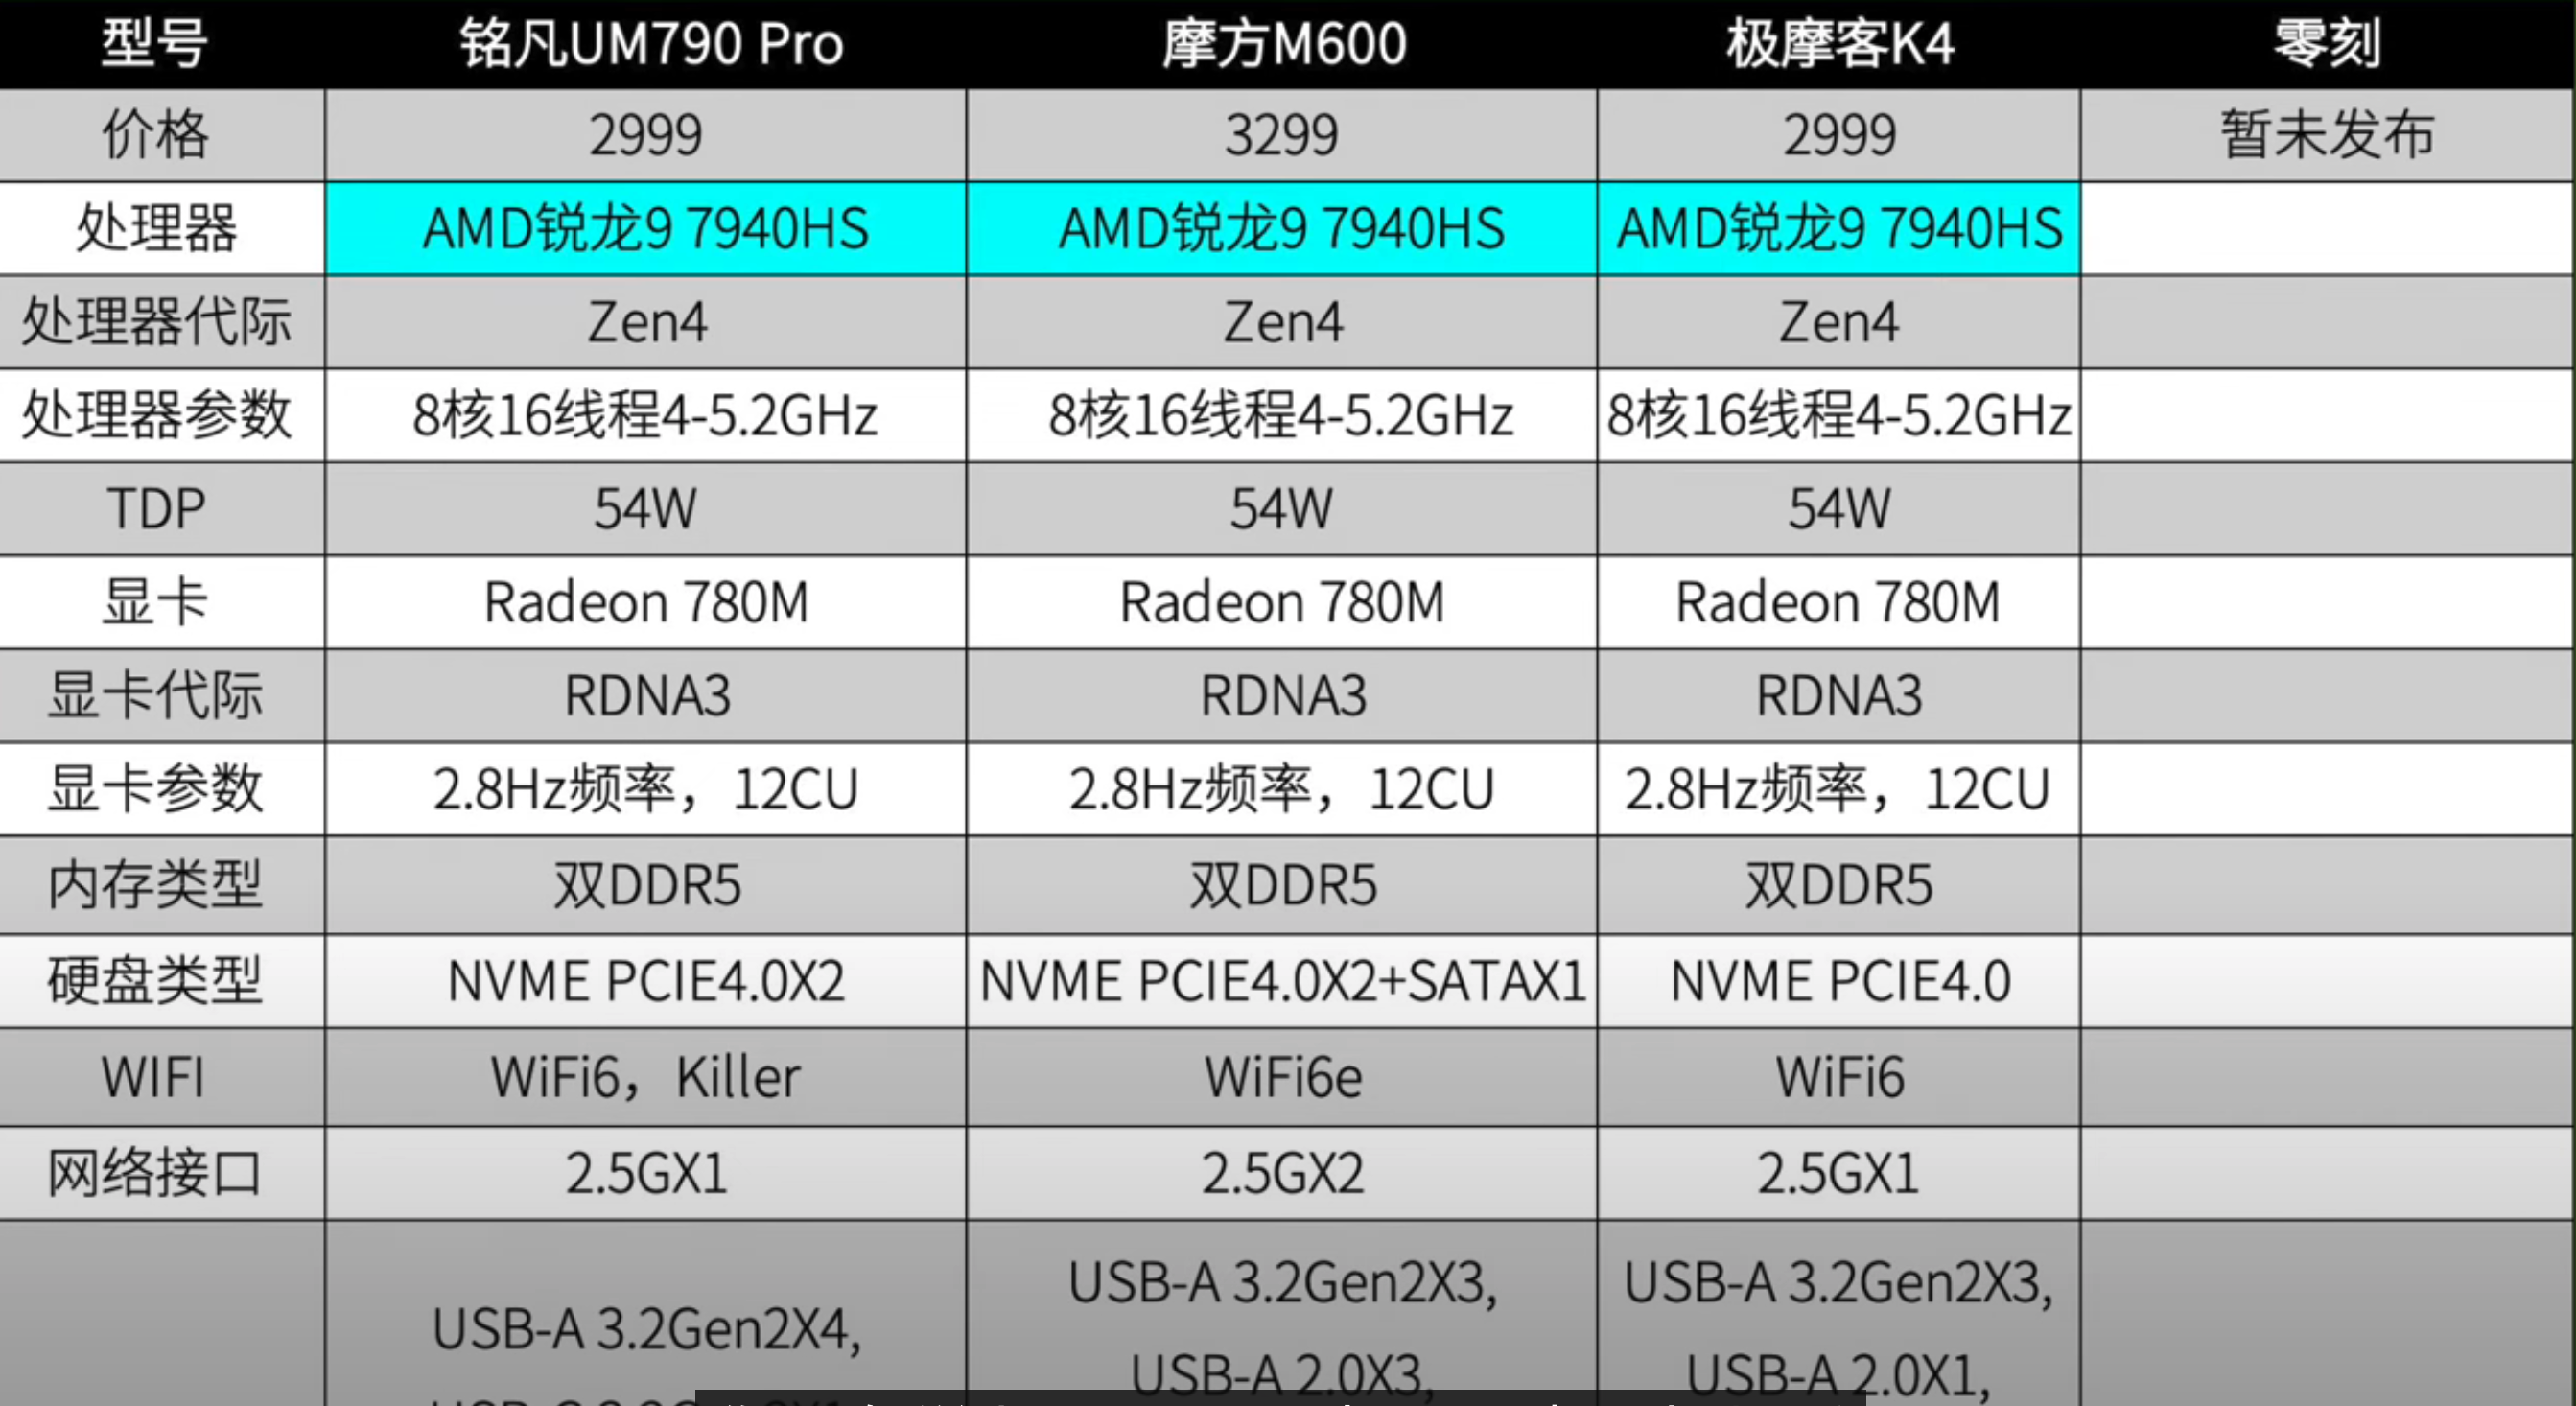 型号 铭凡UM790 Pro 摩方M600 极摩客K4 零刻
价格 2999 3299 2999 暂未发布
处理器 AMD锐龙9 7940HS AMD锐龙9 7940HS AMD锐龙9 7940HS
处理器代际 Zen4 Zen4 Zen4
处理器参数 8核16线程4-5.2GHz 8核16线程4-5.2GHz 8核16线程4-5.2GHz
TDP 54W 54W 54W
显卡 Radeon 780M Radeon 780M Radeon 780M
显卡代际 RDNA3 RDNA3 RDNA3
显卡参数 2.8Hz频率，12CU 2.8Hz频率，12CU 2.8Hz频率，12CU
内存类型 双DDR5 双DDR5 双DDR5
硬盘类型 NVME PCIE4.0X2 NVME PCIE4.0X2+SATAX1 NVME PCIE4.0
WIFI WiFi6，Killer WiFi6e WiFi6
网络接口 2.5GX1 2.5GX2 2.5GX1
USB-A 3.2Gen2X4, USB-A 3.2Gen2X3, USB-A 3.2Gen2X3,
USB-A 2.0X3, USB-A 2.0X1,